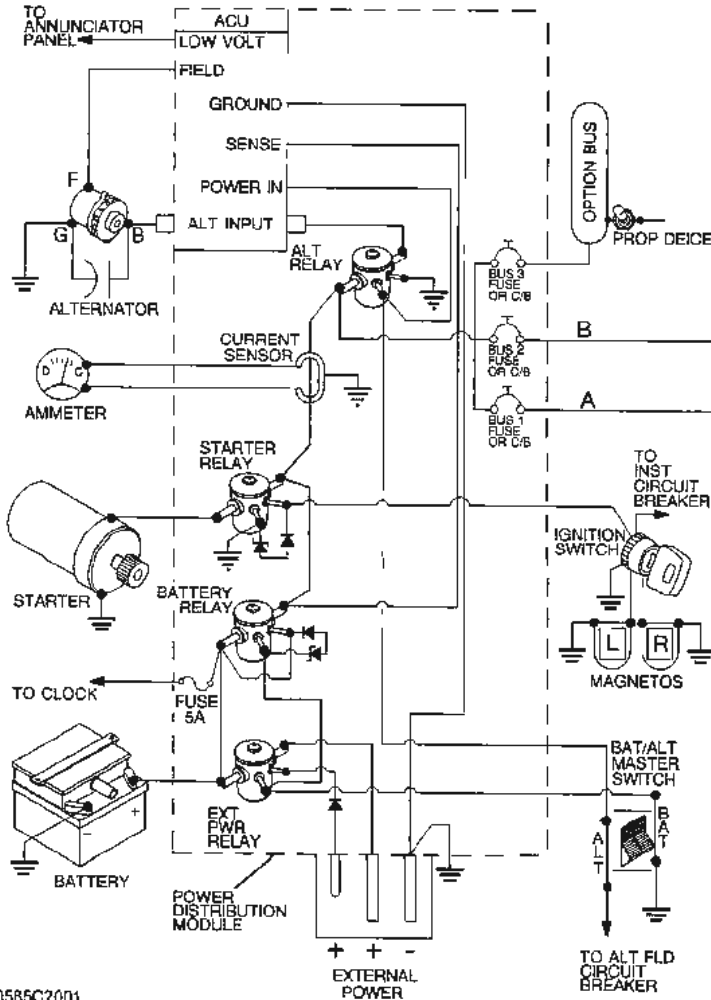 TO
ANNUNCIATOR
PANEL
ACU
LOW VOLT
FIELD
GROUND
SENSE
POWER IN
ALT INPUT
F
G
B
ALTERNATOR
ALT
RELAY
OPTION BUS
PROP DEICE
BUS 3
FUSE
OR C/B
BUS 2
FUSE
OR C/B
B
BUS 1
FUSE
OR C/B
A
CURRENT
SENSOR
D
C
AMMETER
STARTER
RELAY
TO
INST
CIRCUIT
BREAKER
IGNITION
SWITCH
STARTER
BATTERY
RELAY
L
R
MAGNETOS
TO CLOCK
FUSE
5A
BAT/ALT
MASTER
SWITCH
EXT
PWR
RELAY
-
+
BATTERY
ALT
BAT
POWER
DISTRIBUTION
MODULE
+ + -
EXTERNAL
POWER
TO ALT FLD
CIRCUIT
BREAKER
0585C2001